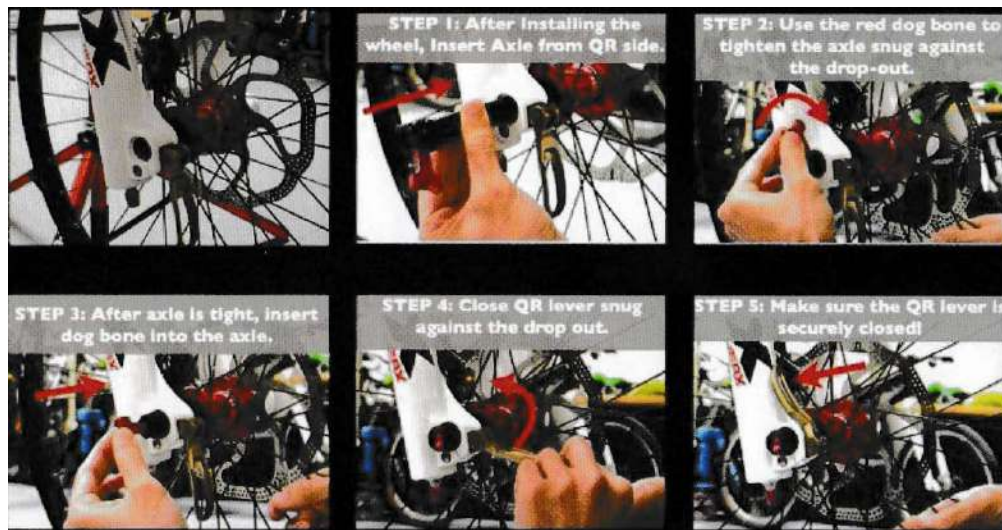 STEP 1: After Installing the
wheel, Insert Axle from QR side.
STEP 2: Use the red dog bone to
tighten the axle snug against
the drop-out.
STEP 3: After axle is tight, insert
dog bone into the axle.
STEP 4: Close QR lever snug
against the drop out.
STEP 5: Make sure the QR lever i
securely closed!